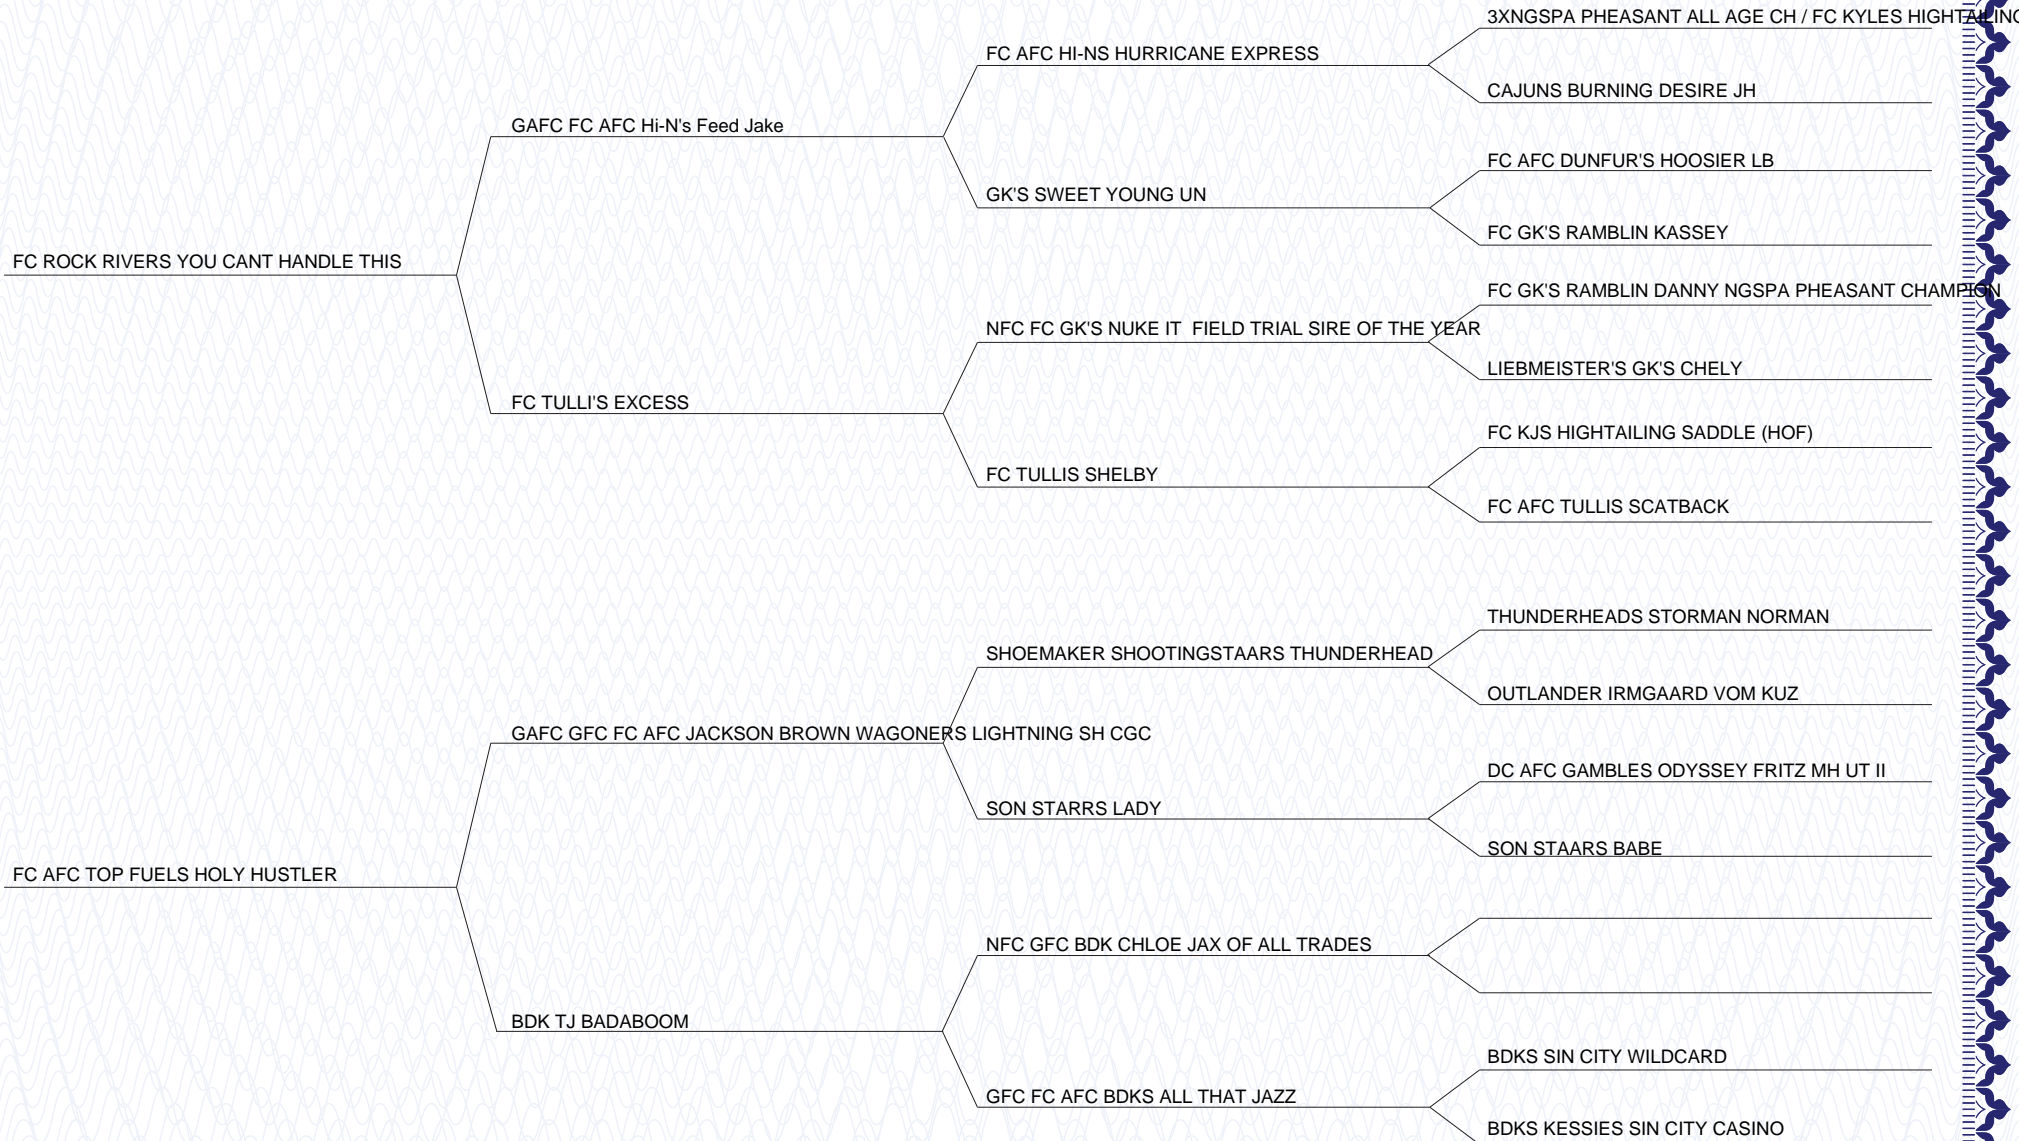 3XNGSPA PHEASANT ALL AGE CH / FC KYLES HIGHTAILING
FC AFC HI-NS HURRICANE EXPRESS
CAJUNS BURNING DESIRE JH
GAFC FC AFC Hi-N's Feed Jake
FC AFC DUNFUR'S HOOSIER LB
GK'S SWEET YOUNG UN
FC GK'S RAMBLIN KASSEY
FC ROCK RIVERS YOU CANT HANDLE THIS
FC GK'S RAMBLIN DANNY NGSPA PHEASANT CHAMPION
NFC FC GK'S NUKE IT  FIELD TRIAL SIRE OF THE YEAR
LIEBMEISTER'S GK'S CHELY
FC TULLI'S EXCESS
FC KJS HIGHTAILING SADDLE (HOF)
FC TULLIS SHELBY
FC AFC TULLIS SCATBACK
THUNDERHEADS STORMAN NORMAN
SHOEMAKER SHOOTINGSTAARS THUNDERHEAD
OUTLANDER IRMGAARD VOM KUZ
GAFC GFC FC AFC JACKSON BROWN WAGONERS LIGHTNING SH CGC
DC AFC GAMBLES ODYSSEY FRITZ MH UT II
SON STARRS LADY
SON STAARS BABE
FC AFC TOP FUELS HOLY HUSTLER
NFC GFC BDK CHLOE JAX OF ALL TRADES
BDK TJ BADABOOM
BDKS SIN CITY WILDCARD
GFC FC AFC BDKS ALL THAT JAZZ
BDKS KESSIES SIN CITY CASINO